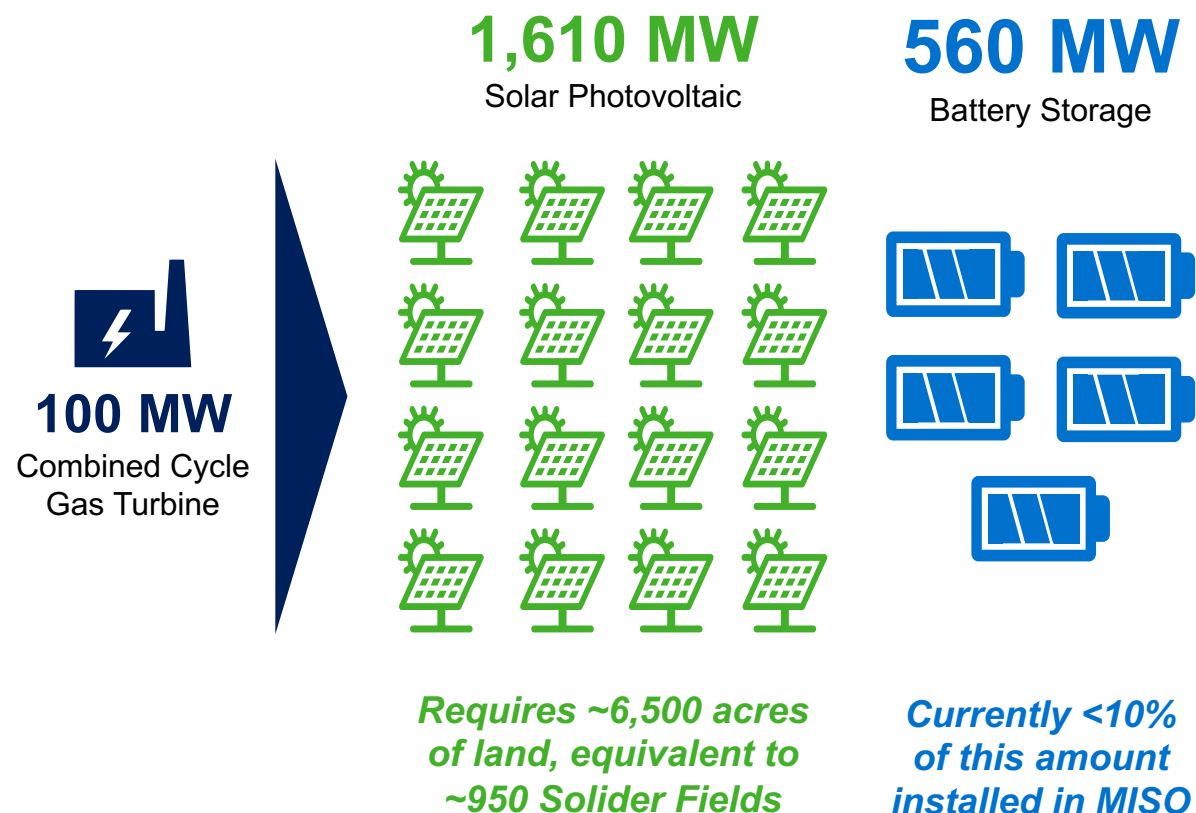 1,610 MW
Solar Photovoltaic
560 MW
Battery Storage
100 MW
Combined Cycle
Gas Turbine
Requires ~6,500 acres
of land, equivalent to
~950 Solider Fields
Currently <10%
of this amount
installed in MISO